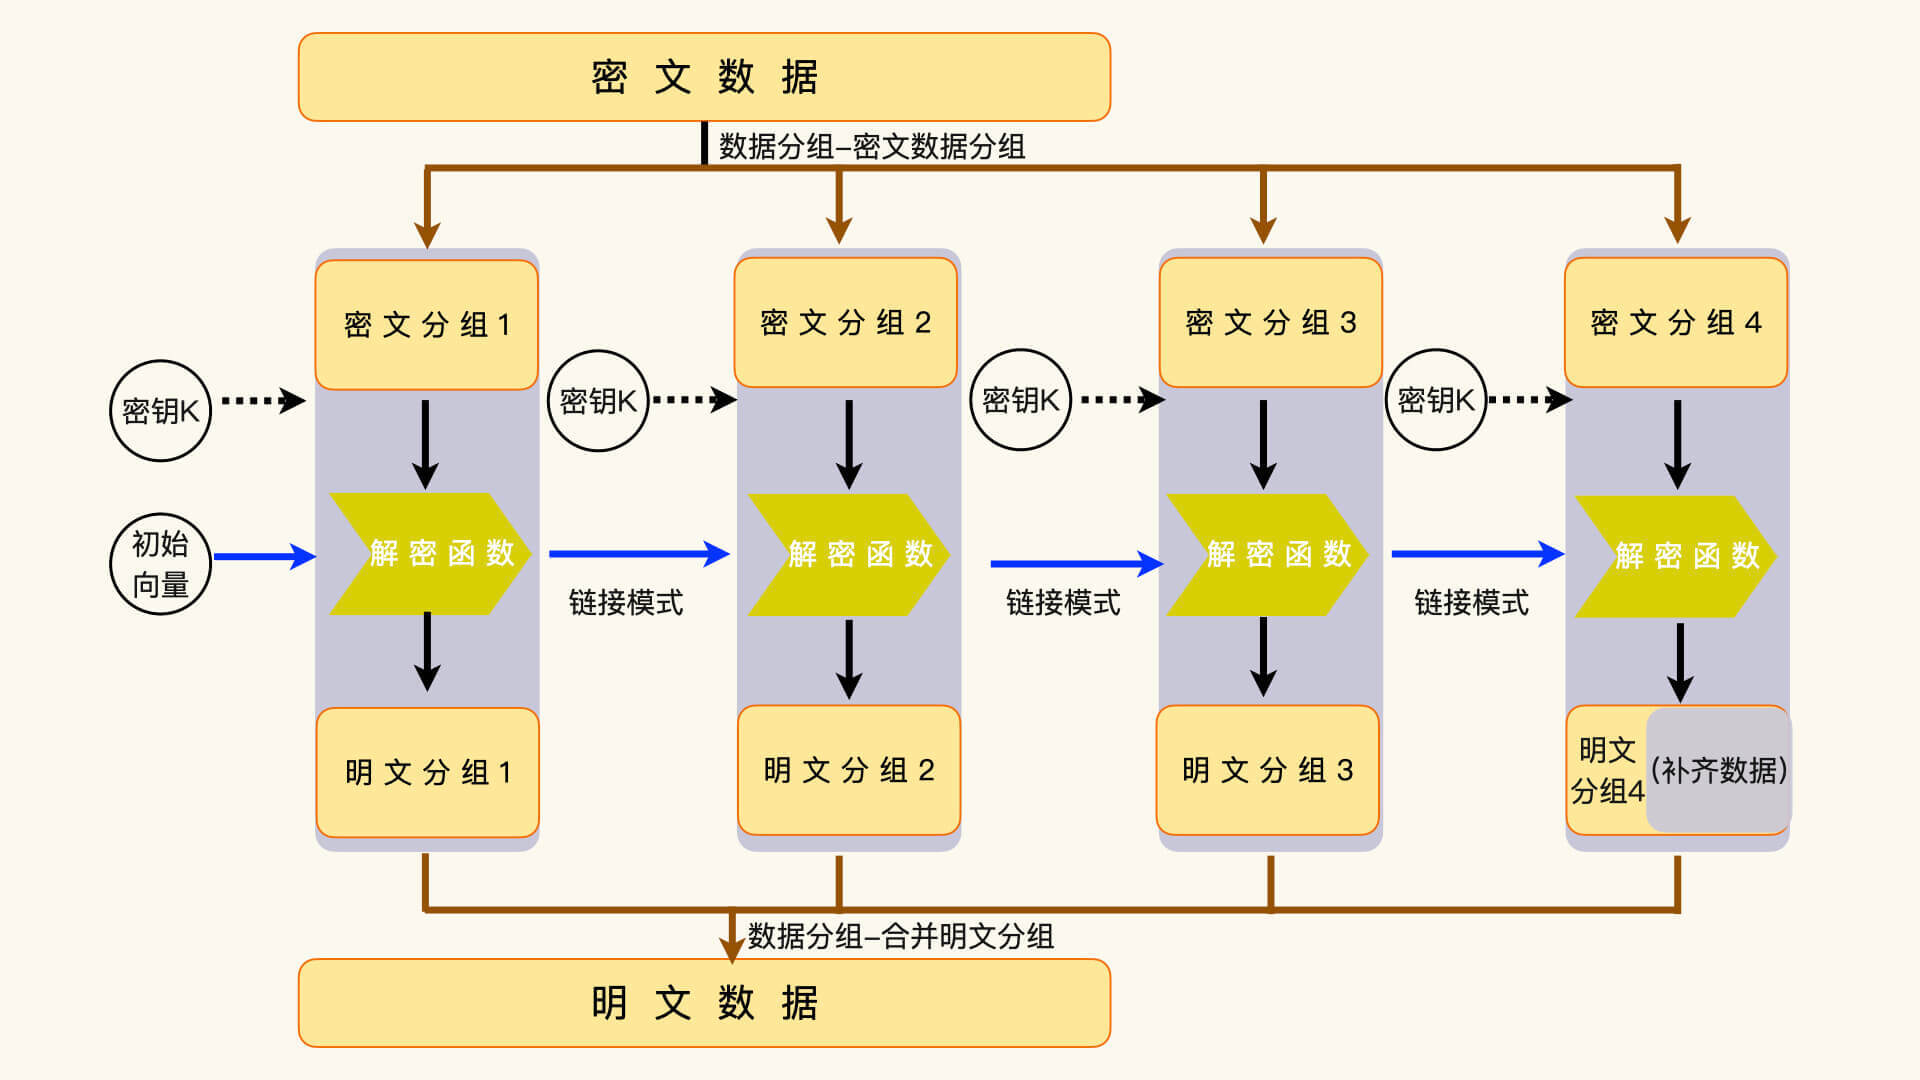 密文数据
数据分组-密文数据分组
密文分组1
密文分组2
密文分组3
密文分组4
密钥K
密钥K
密钥K
密钥K
初始
向量
解密函数
解密函数
解密函数
解密函数
链接模式
链接模式
链接模式
明文分组1
明文分组2
明文分组3
明文
分组4
(补齐数据)
数据分组-合并明文分组
明文数据